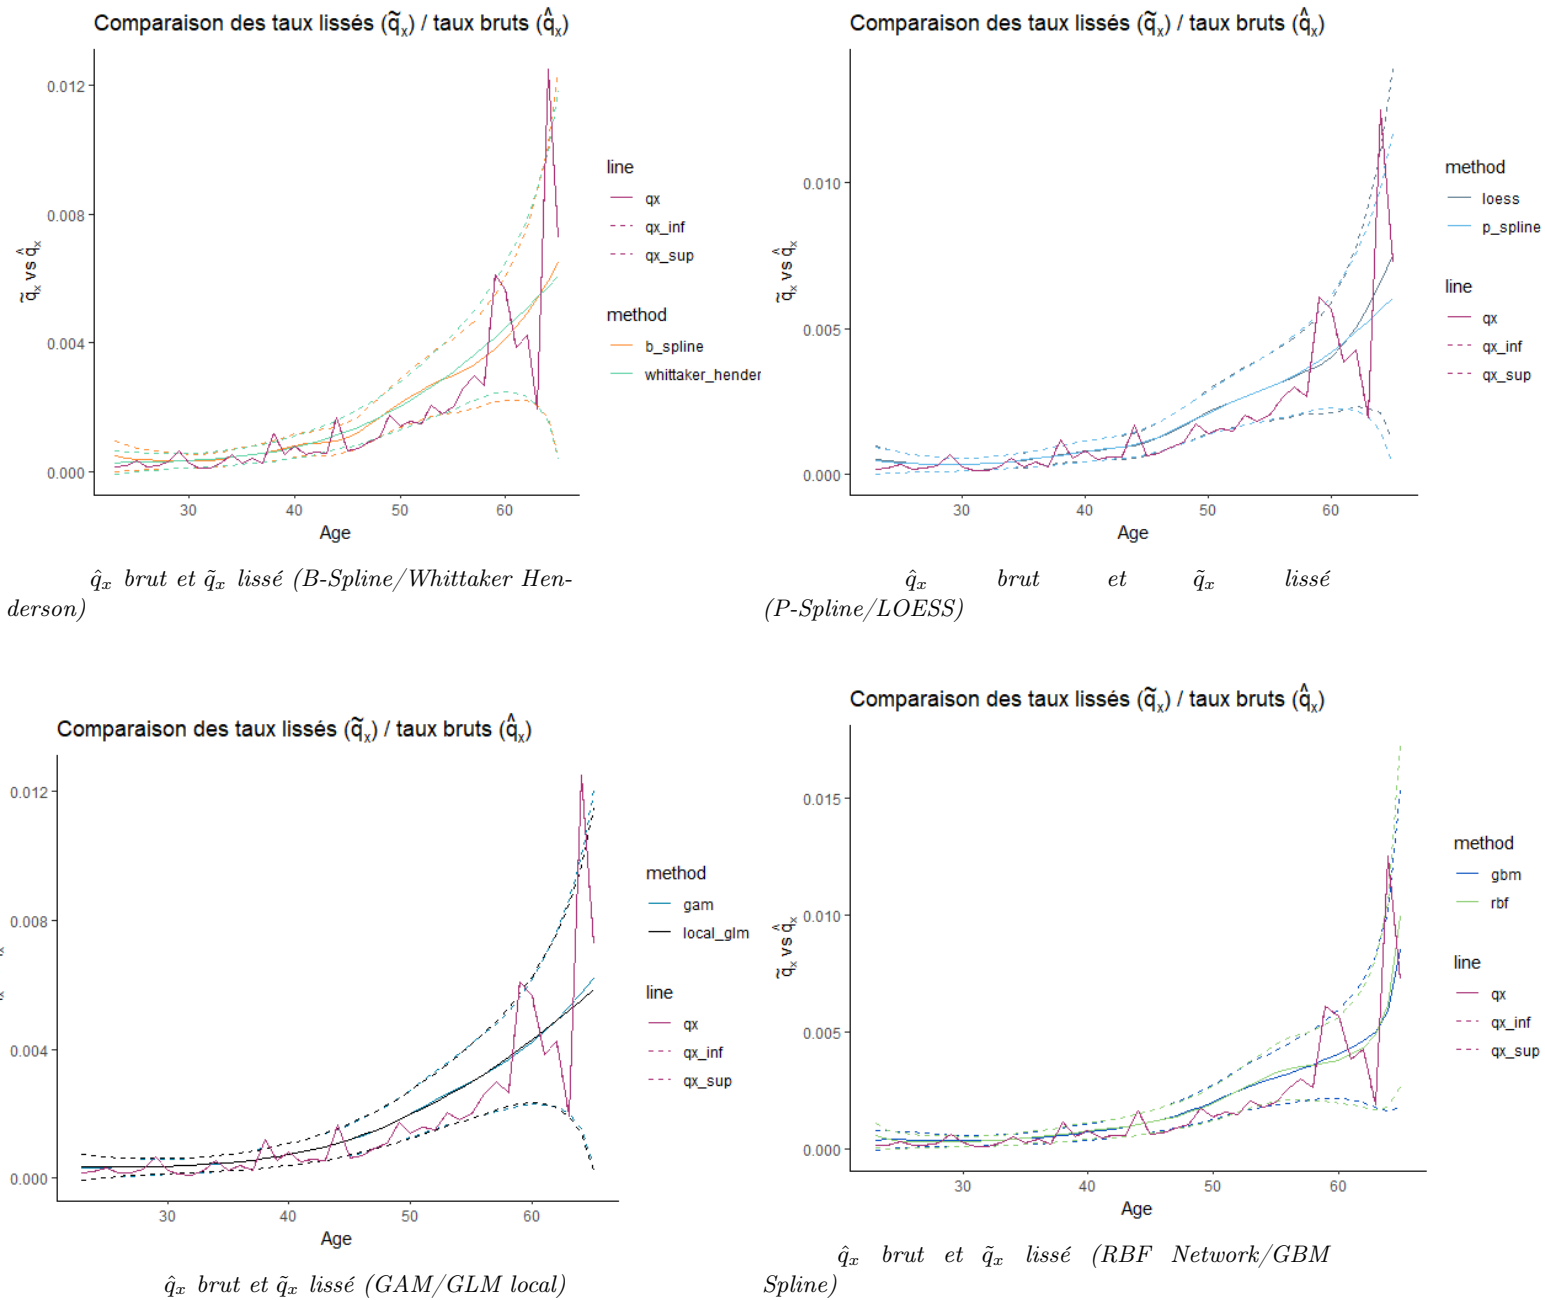 Comparaison des taux lissés (q̃x) / taux bruts (q̂x)
0.012
0.008
0.004
0.000
q̃x vs q̂x
30 40 50 60
Age
line
qx
qx_inf
qx_sup
method
b_spline
whittaker_hender
q̂x brut et q̃x lissé (B-Spline/Whittaker Hen-
derson)
Comparaison des taux lissés (q̃x) / taux bruts (q̂x)
0.010
0.005
0.000
q̃x vs q̂x
30 40 50 60
Age
method
loess
p_spline
line
qx
qx_inf
qx_sup
q̂x brut et q̃x lissé
(P-Spline/LOESS)
Comparaison des taux lissés (q̃x) / taux bruts (q̂x)
0.012
0.008
0.004
0.000
30 40 50 60
Age
method
gam
local_glm
line
qx
qx_inf
qx_sup
q̂x brut et q̃x lissé (GAM/GLM local)
Comparaison des taux lissés (q̃x) / taux bruts (q̂x)
0.015
0.010
0.005
0.000
q̃x vs q̂x
30 40 50 60
Age
method
gbm
rbf
line
qx
qx_inf
qx_sup
q̂x brut et q̃x lissé (RBF Network/GBM
Spline)